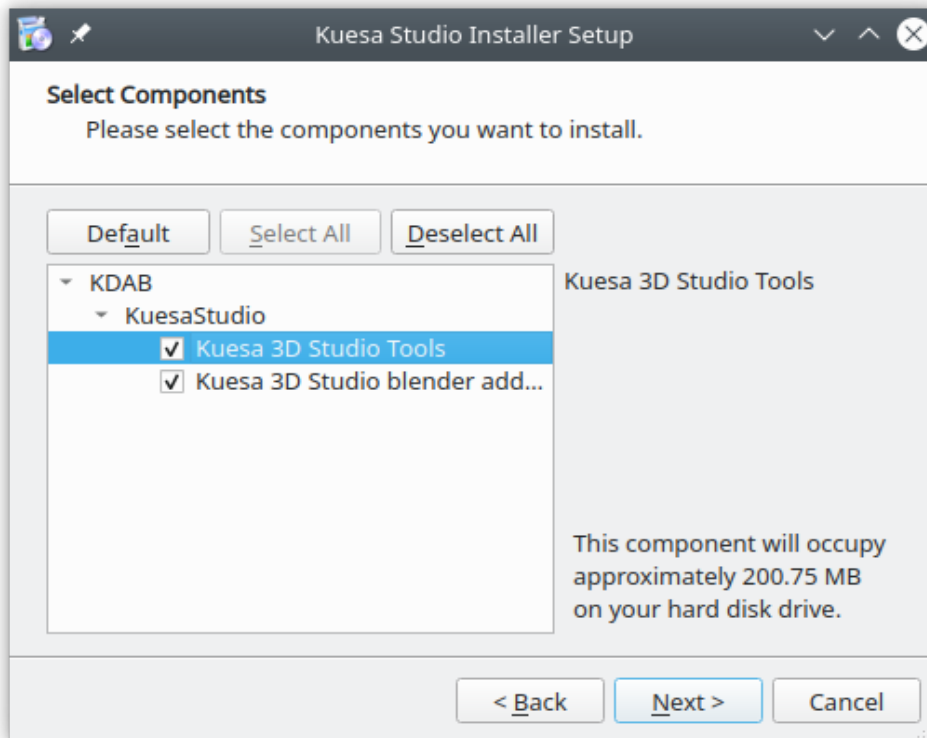 Kuesa Studio Installer Setup
Select Components
Please select the components you want to install.
Default Select All Deselect All
KDAB
KuesaStudio
Kuesa 3D Studio Tools
Kuesa 3D Studio blender add...
Kuesa 3D Studio Tools
This component will occupy
approximately 200.75 MB
on your hard disk drive.
< Back Next > Cancel